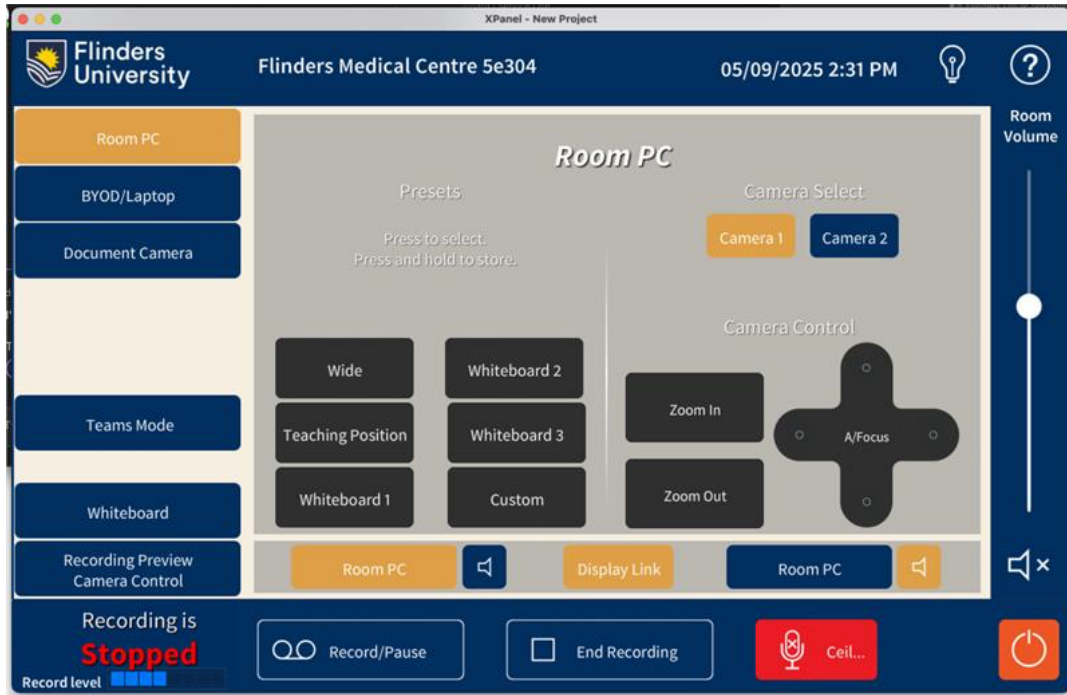 XPanel - New Project
Flinders
University
Flinders Medical Centre 5e304
05/09/2025 2:31 PM
?
Room
Volume
Room PC
BYOD/Laptop
Document Camera
Teams Mode
Whiteboard
Recording Preview
Camera Control
Room PC
Presets
Press to select.
Press and hold to store.
Wide
Whiteboard 2
Teaching Position
Whiteboard 3
Whiteboard 1
Custom
Camera Select
Camera 1
Camera 2
Camera Control
Zoom In
Zoom Out
A/Focus
Room PC
Display Link
Room PC
Recording is
Stopped
Record level
Record/Pause
End Recording
Ceil...